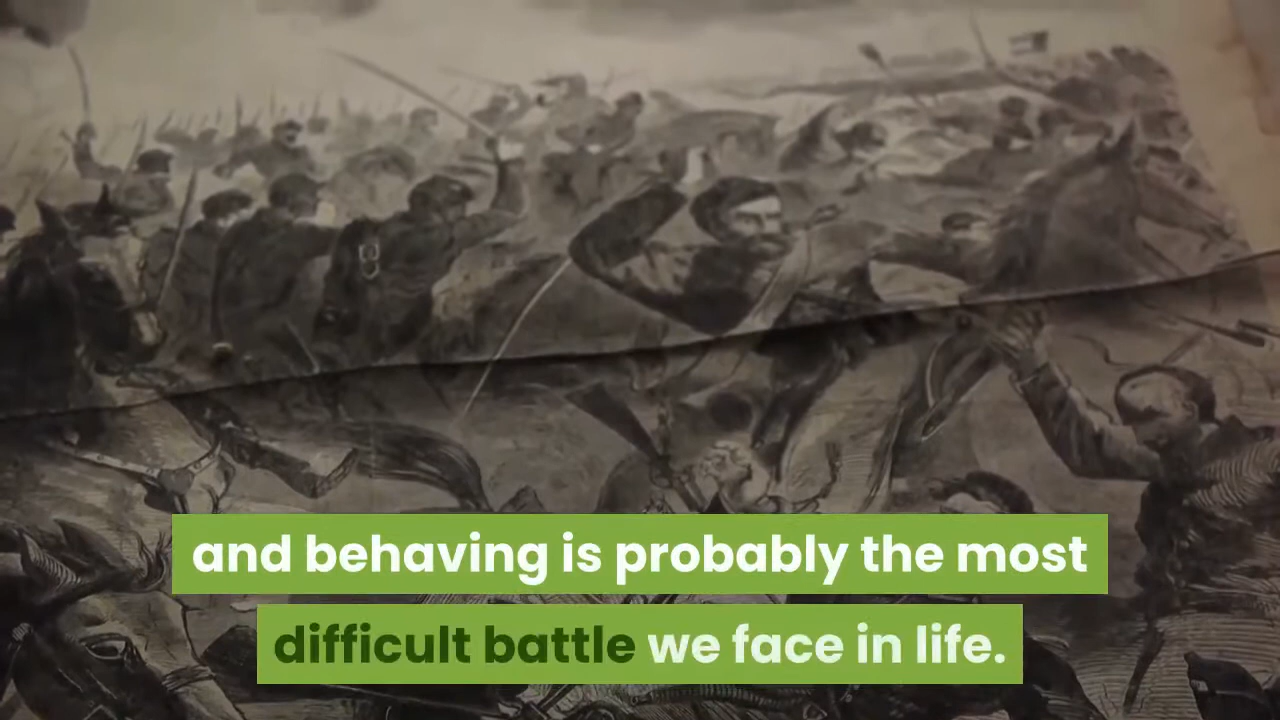 and behaving is probably the most
difficult battle we face in life.